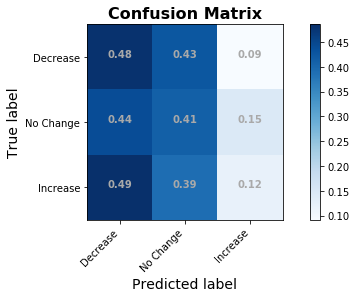 Confusion Matrix
True label
Decrease 0.48 0.43 0.09
No Change 0.44 0.41 0.15
Increase 0.49 0.39 0.12
Decrease No Change Increase
Predicted label
0.45
0.40
0.35
0.30
0.25
0.20
0.15
0.10